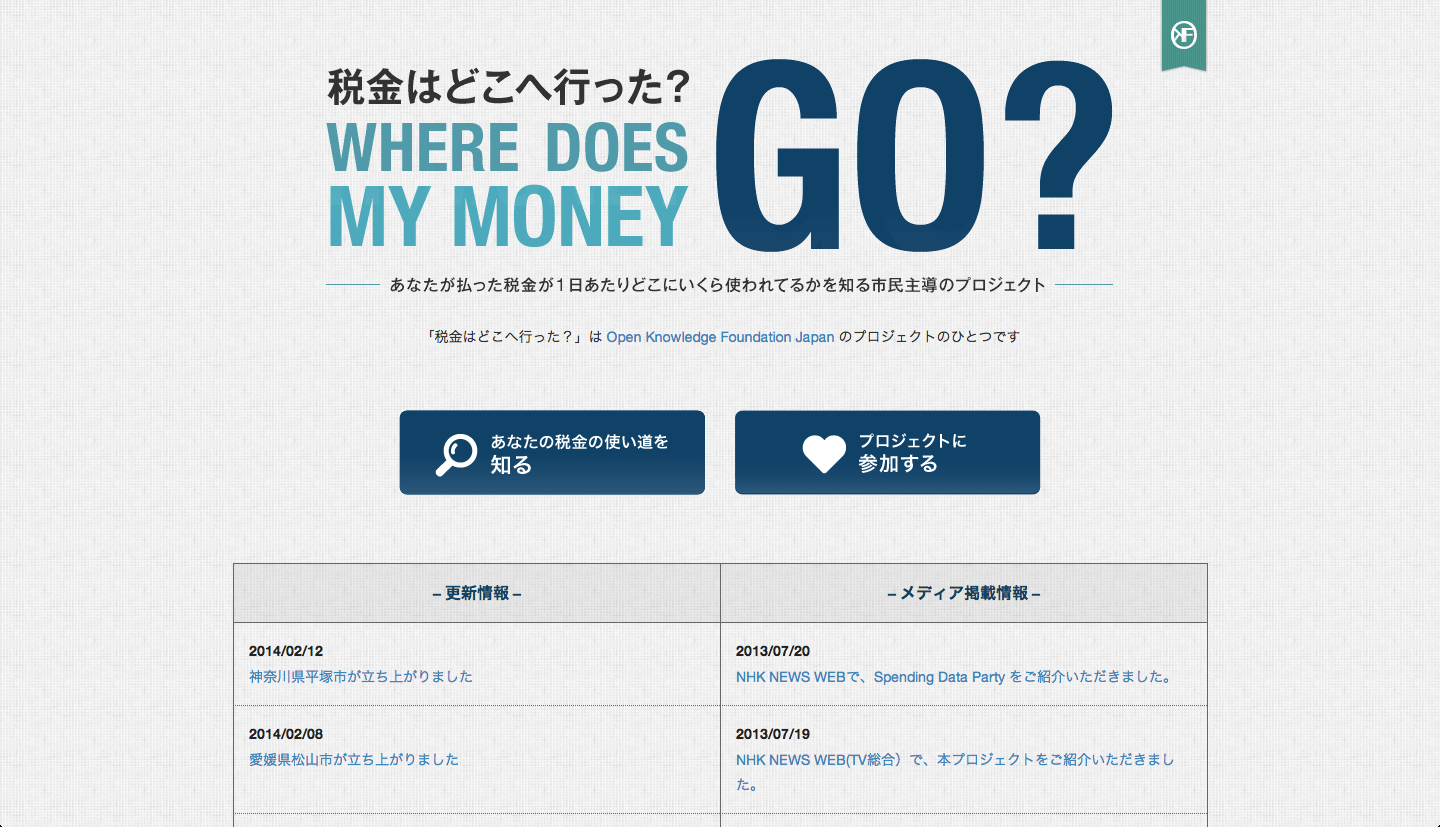 税金はどこへ行った?
WHERE DOES
MY MONEY
GO?
あなたが払った税金が1日あたりどこにいくら使われてるかを知る市民主導のプロジェクト
「税金はどこへ行った？」は Open Knowledge Foundation Japan のプロジェクトのひとつです
あなたの税金の使い道を
知る
プロジェクトに
参加する
– 更新情報 –
2014/02/12
神奈川県平塚市が立ち上がりました
2014/02/08
愛媛県松山市が立ち上がりました
– メディア掲載情報 –
2013/07/20
NHK NEWS WEBで、Spending Data Party をご紹介いただきました。
2013/07/19
NHK NEWS WEB(TV総合）で、本プロジェクトをご紹介いただきまし
た。